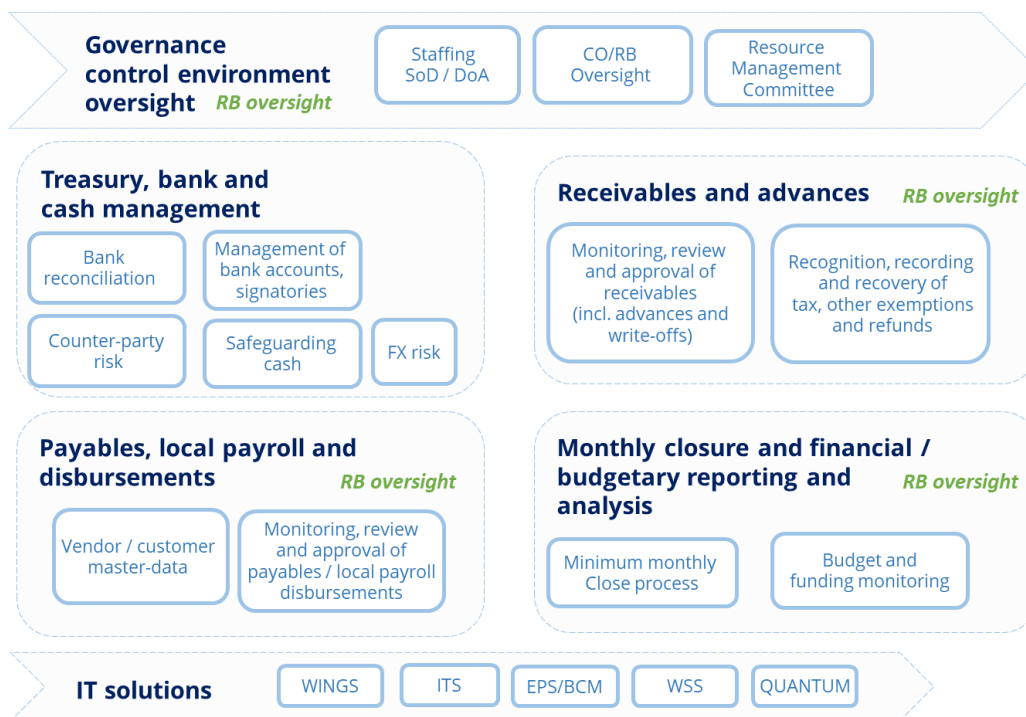 Governance
control environment
oversight RB oversight
Staffing
SoD / DoA
CO/RB
Oversight
Resource
Management
Committee
Treasury, bank and
cash management
Bank
reconciliation
Management of
bank accounts,
signatories
Counter-party
risk
Safeguarding
cash
FX risk
Receivables and advances
RB oversight
Monitoring, review
and approval of
receivables
(incl. advances and
write-offs)
Recognition, recording
and recovery of
tax, other exemptions
and refunds
Payables, local payroll and
disbursements
RB oversight
Vendor / customer
master-data
Monitoring, review
and approval of
payables / local payroll
disbursements
Monthly closure and financial /
budgetary reporting and
analysis
RB oversight
Minimum monthly
Close process
Budget and
funding monitoring
IT solutions
WINGS
ITS
EPS/BCM
WSS
QUANTUM